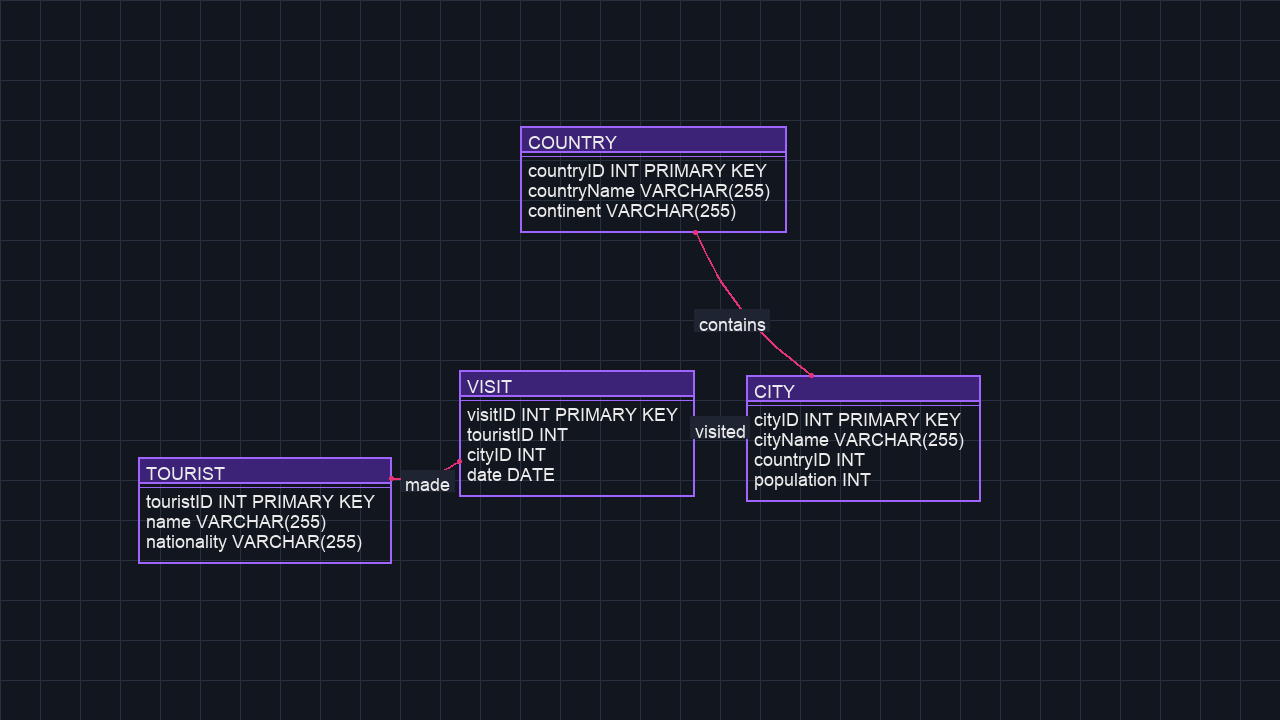 COUNTRY
countryID INT PRIMARY KEY
countryName VARCHAR(255)
continent VARCHAR(255)
contains
VISIT
visitID INT PRIMARY KEY
touristID INT
cityID INT
date DATE
visited
CITY
cityID INT PRIMARY KEY
cityName VARCHAR(255)
countryID INT
population INT
TOURIST
touristID INT PRIMARY KEY
name VARCHAR(255)
nationality VARCHAR(255)
made